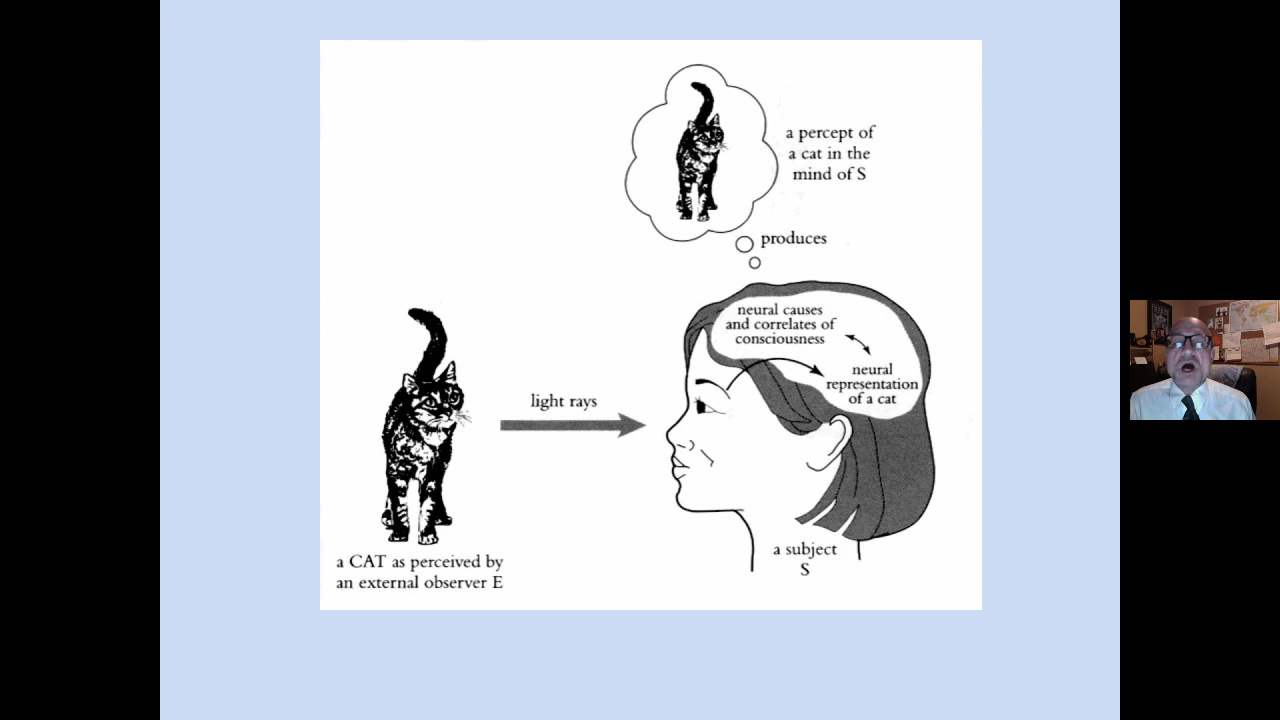 a percept of
a cat in the
mind of S
produces
neural causes
and correlates of
consciousness
neural
representation
of a cat
light rays
a CAT as perceived by
an external observer E
a subject
S